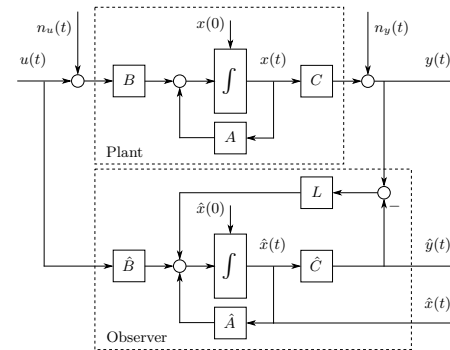 x(0)
n_u(t)
n_y(t)
u(t)
x(t)
y(t)
B
∫
C
A
Plant
L
−
x̂(0)
x̂(t)
ŷ(t)
B̂
∫
Ĉ
x̂(t)
Â
Observer